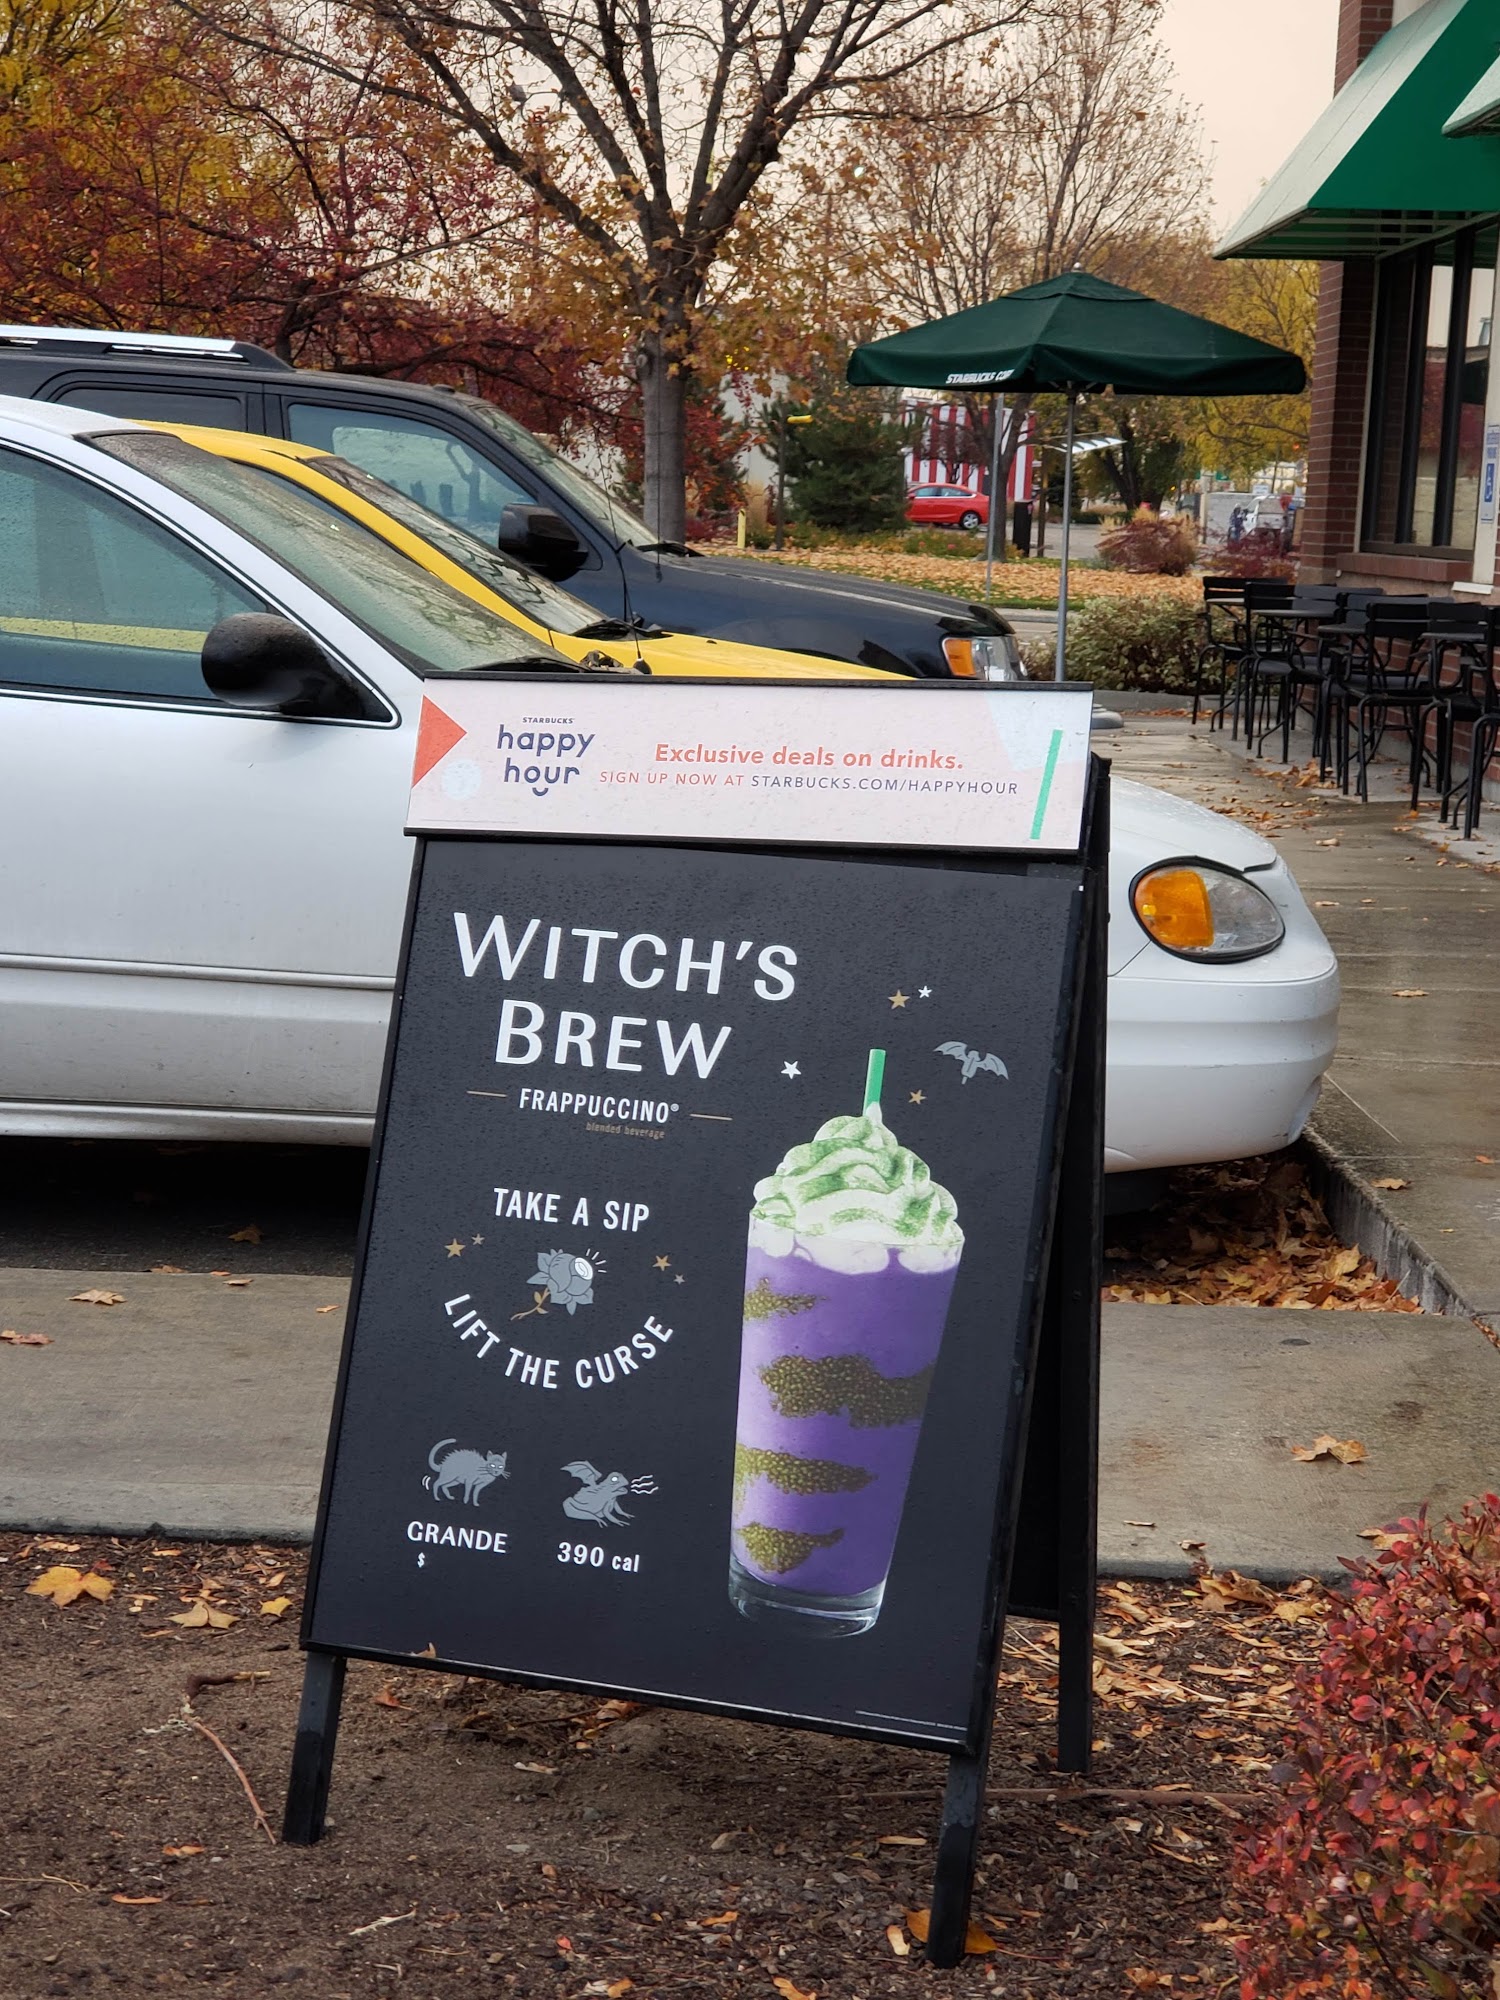 STARBUCKS
STARBUCKS
happy
hour
Exclusive deals on drinks.
SIGN UP NOW AT STARBUCKS.COM/HAPPYHOUR
WITCH'S
BREW
FRAPPUCCINO®
blended beverage
TAKE A SIP
LIFT THE CURSE
GRANDE
$
390 cal